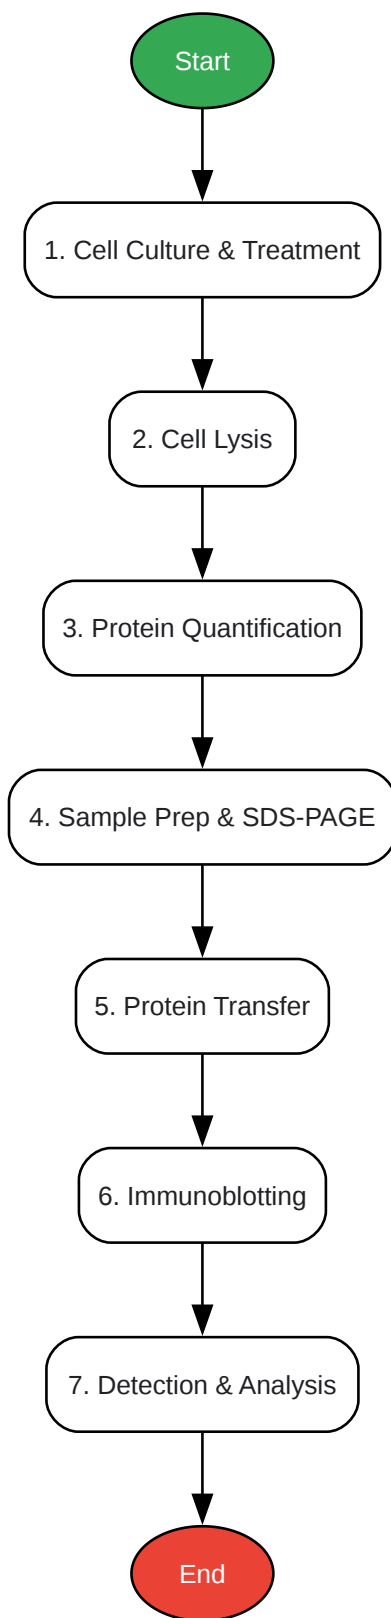 Start
1. Cell Culture & Treatment
2. Cell Lysis
3. Protein Quantification
4. Sample Prep & SDS-PAGE
5. Protein Transfer
6. Immunoblotting
7. Detection & Analysis
End